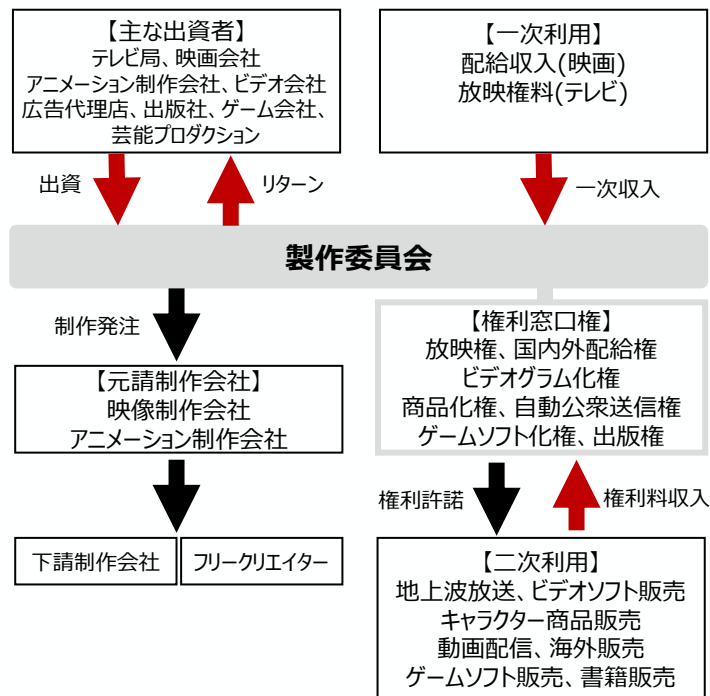 【主な出資者】
テレビ局、映画会社
アニメーション制作会社、ビデオ会社
広告代理店、出版社、ゲーム会社、
芸能プロダクション
【一次利用】
配給収入(映画)
放映権料(テレビ)
出資
リターン
一次収入
製作委員会
制作発注
【元請制作会社】
映像制作会社
アニメーション制作会社
下請制作会社
フリークリエイター
【権利窓口権】
放映権、国内外配給権
ビデオグラム化権
商品化権、自動公衆送信権
ゲームソフト化権、出版権
権利許諾
権利料収入
【二次利用】
地上波放送、ビデオソフト販売
キャラクター商品販売
動画配信、海外販売
ゲームソフト販売、書籍販売